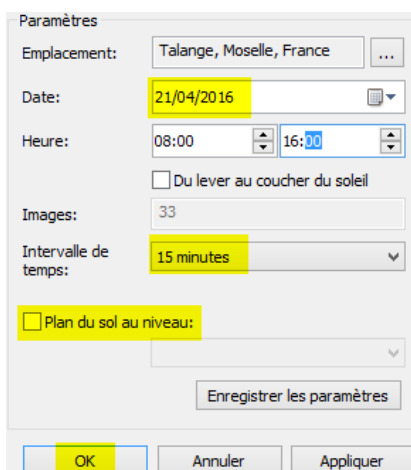 Paramètres
Emplacement: Talange, Moselle, France ...
Date: 21/04/2016
Heure: 08:00 16:00
Du lever au coucher du soleil
Images: 33
Intervalle de
temps: 15 minutes
Plan du sol au niveau:
Enregistrer les paramètres
OK Annuler Appliquer